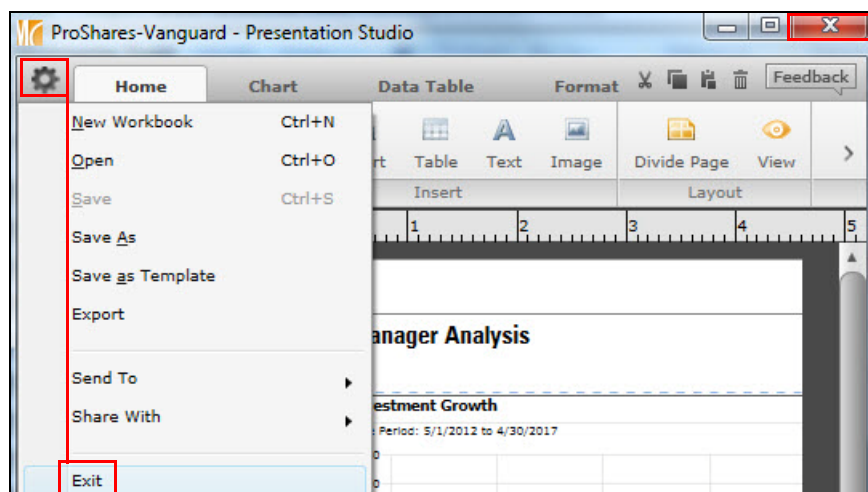 ProShares-Vanguard - Presentation Studio
Home Chart Data Table Format Feedback
New Workbook Ctrl+N
Open Ctrl+O
Save Ctrl+S
Save As
Save as Template
Export
Send To
Share With
Exit
rt Table Text Image Divide Page View
Insert Layout
1 2 3 4 5
anager Analysis
estment Growth
Period: 5/1/2012 to 4/30/2017
0
0